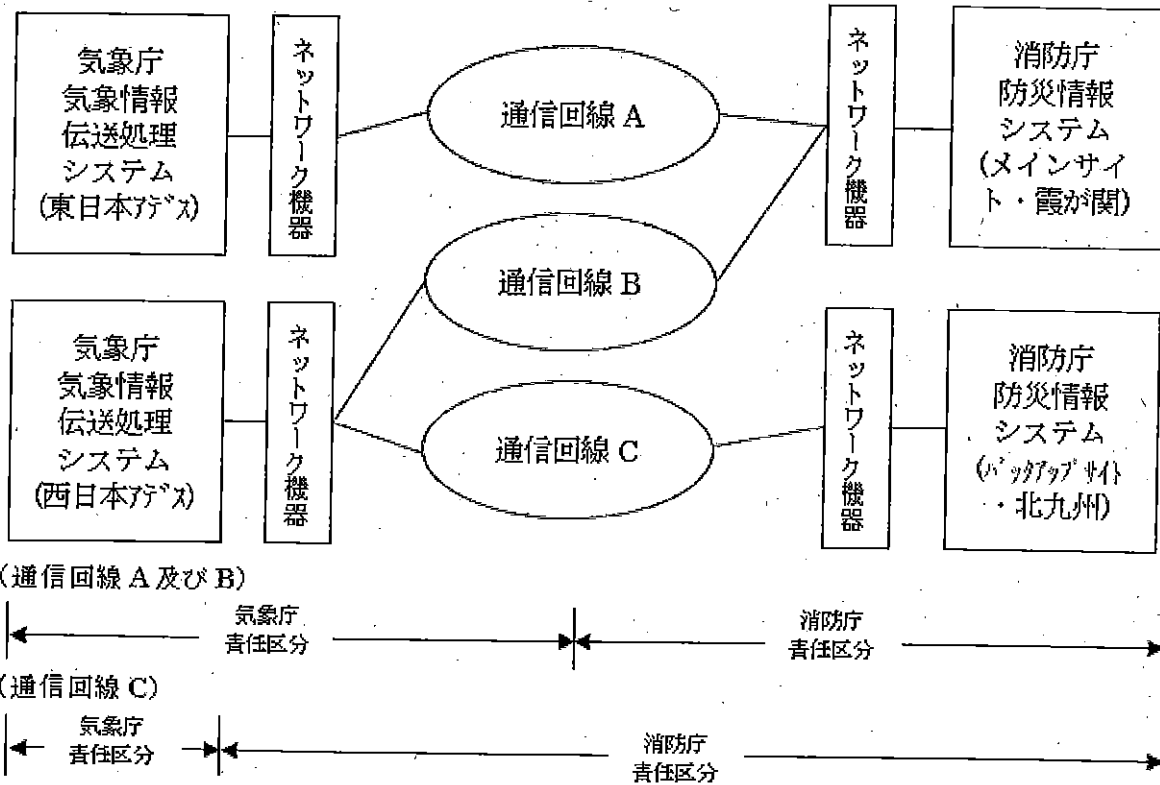 気象庁
気象情報
伝送処理
システム
(東日本ｱﾃﾞｽ)
ネットワーク機器
通信回線 A
ネットワーク機器
消防庁
防災情報
システム
(メインサイ
ト・霞が関)
通信回線 B
気象庁
気象情報
伝送処理
システム
(西日本ｱﾃﾞｽ)
ネットワーク機器
通信回線 C
ネットワーク機器
消防庁
防災情報
システム
(ﾊﾞｯｸｱｯﾌﾟｻｲﾄ
・北九州)
(通信回線 A 及び B)
気象庁
責任区分
消防庁
責任区分
(通信回線 C)
気象庁
責任区分
消防庁
責任区分